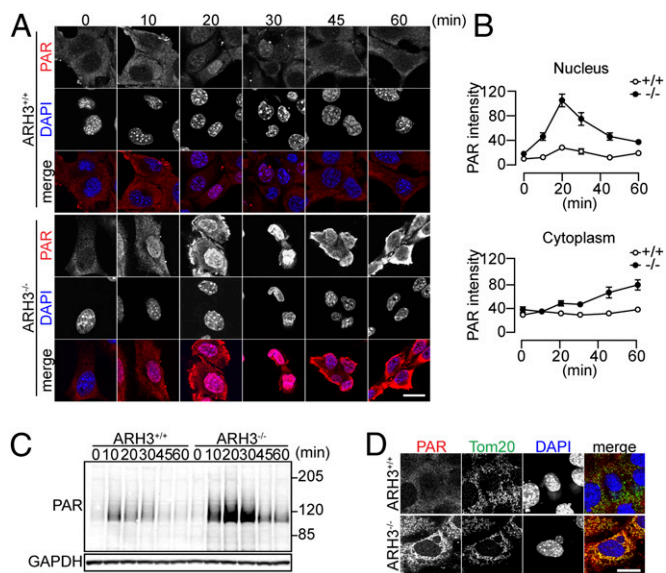 A
0 10 20 30 45 60 (min)
ARH3+/+
PAR
DAPI
merge
ARH3-/-
PAR
DAPI
merge
B
Nucleus
+/+
-/-
PAR intensity
120
80
40
0
0 20 40 60
(min)
Cytoplasm
+/+
-/-
PAR intensity
120
80
40
0
0 20 40 60
(min)
C
ARH3+/+ ARH3-/-
0 10 20 30 45 60 0 10 20 30 45 60 (min)
PAR
205
120
85
GAPDH
D
PAR Tom20 DAPI merge
ARH3+/+
ARH3-/-